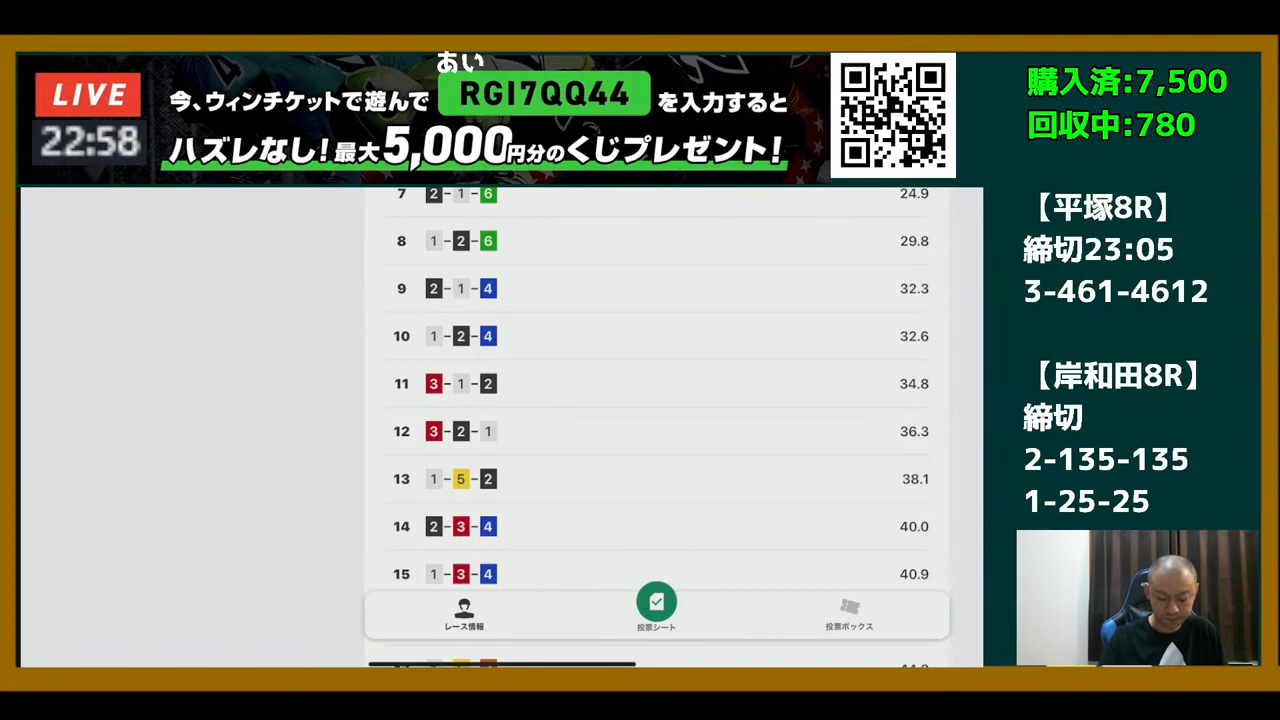 あい
LIVE
22:58
今、ウィンチケットで遊んで RGI7QQ44 を入力すると
ハズレなし!最大5,000円分のくじプレゼント!
購入済:7,500
回収中:780
7 2-1-6 24.9
8 1-2-6 29.8
9 2-1-4 32.3
10 1-2-4 32.6
11 3-1-2 34.8
12 3-2-1 36.3
13 1-5-2 38.1
14 2-3-4 40.0
15 1-3-4 40.9
レース情報
投票シート
投票ボックス
【平塚8R】
締切23:05
3-461-4612
【岸和田8R】
締切
2-135-135
1-25-25